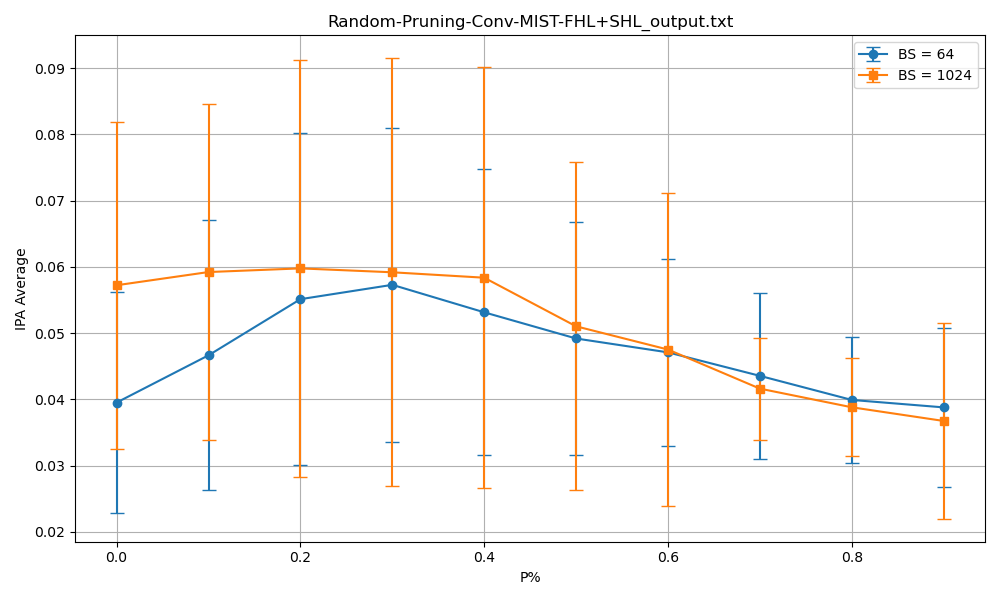 Random-Pruning-Conv-MIST-FHL+SHL_output.txt
BS = 64
BS = 1024
IPA Average
0.09
0.08
0.07
0.06
0.05
0.04
0.03
0.02
0.0 0.2 0.4 0.6 0.8
P%